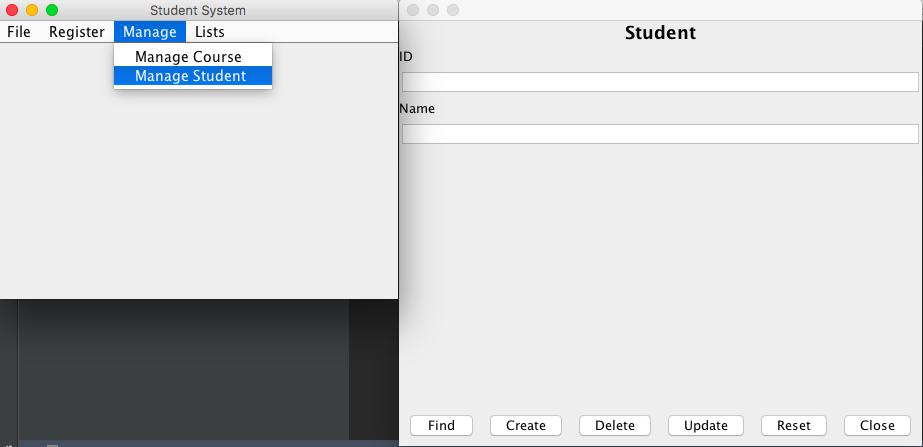 Student System
File Register Manage Lists
Manage Course
Manage Student
Student
ID
Name
Find Create Delete Update Reset Close